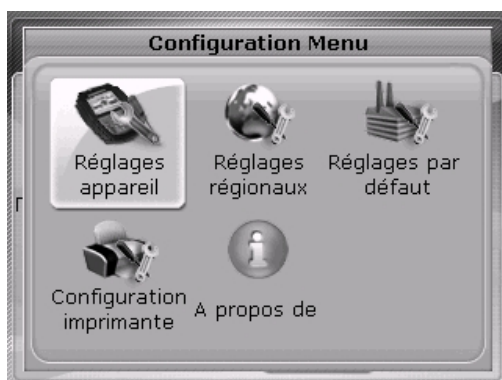 Configuration Menu
Réglages
appareil
Réglages
régionaux
Réglages par
défaut
Configuration
imprimante
A propos de